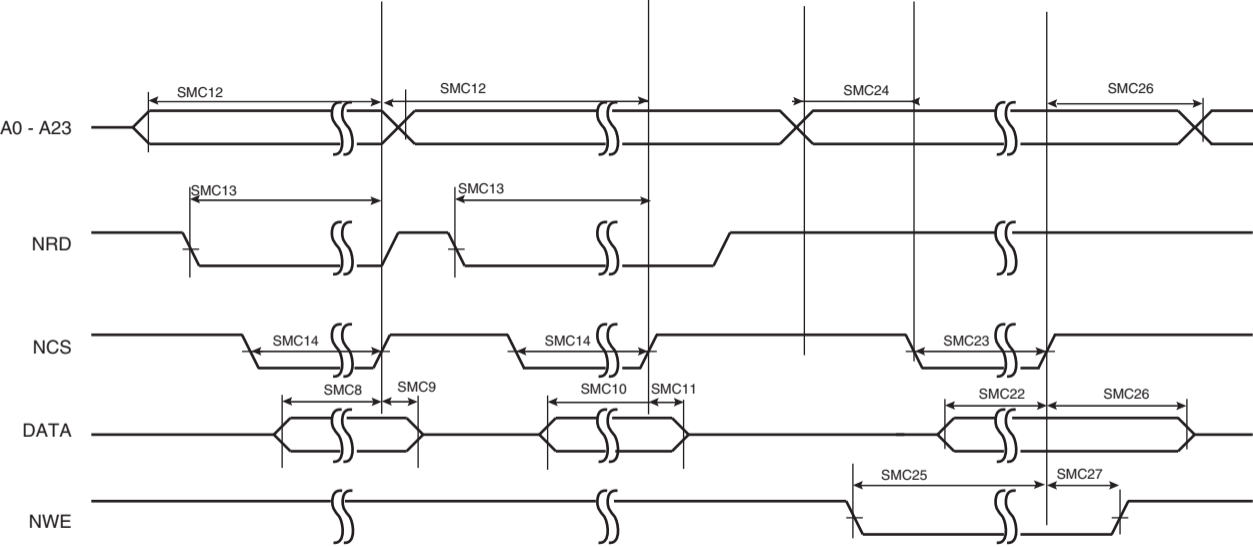 SMC12
SMC12
SMC24
SMC26
A0 - A23
SMC13
SMC13
NRD
SMC14
SMC14
SMC23
NCS
SMC8
SMC9
SMC10
SMC11
SMC22
SMC26
DATA
SMC25
SMC27
NWE